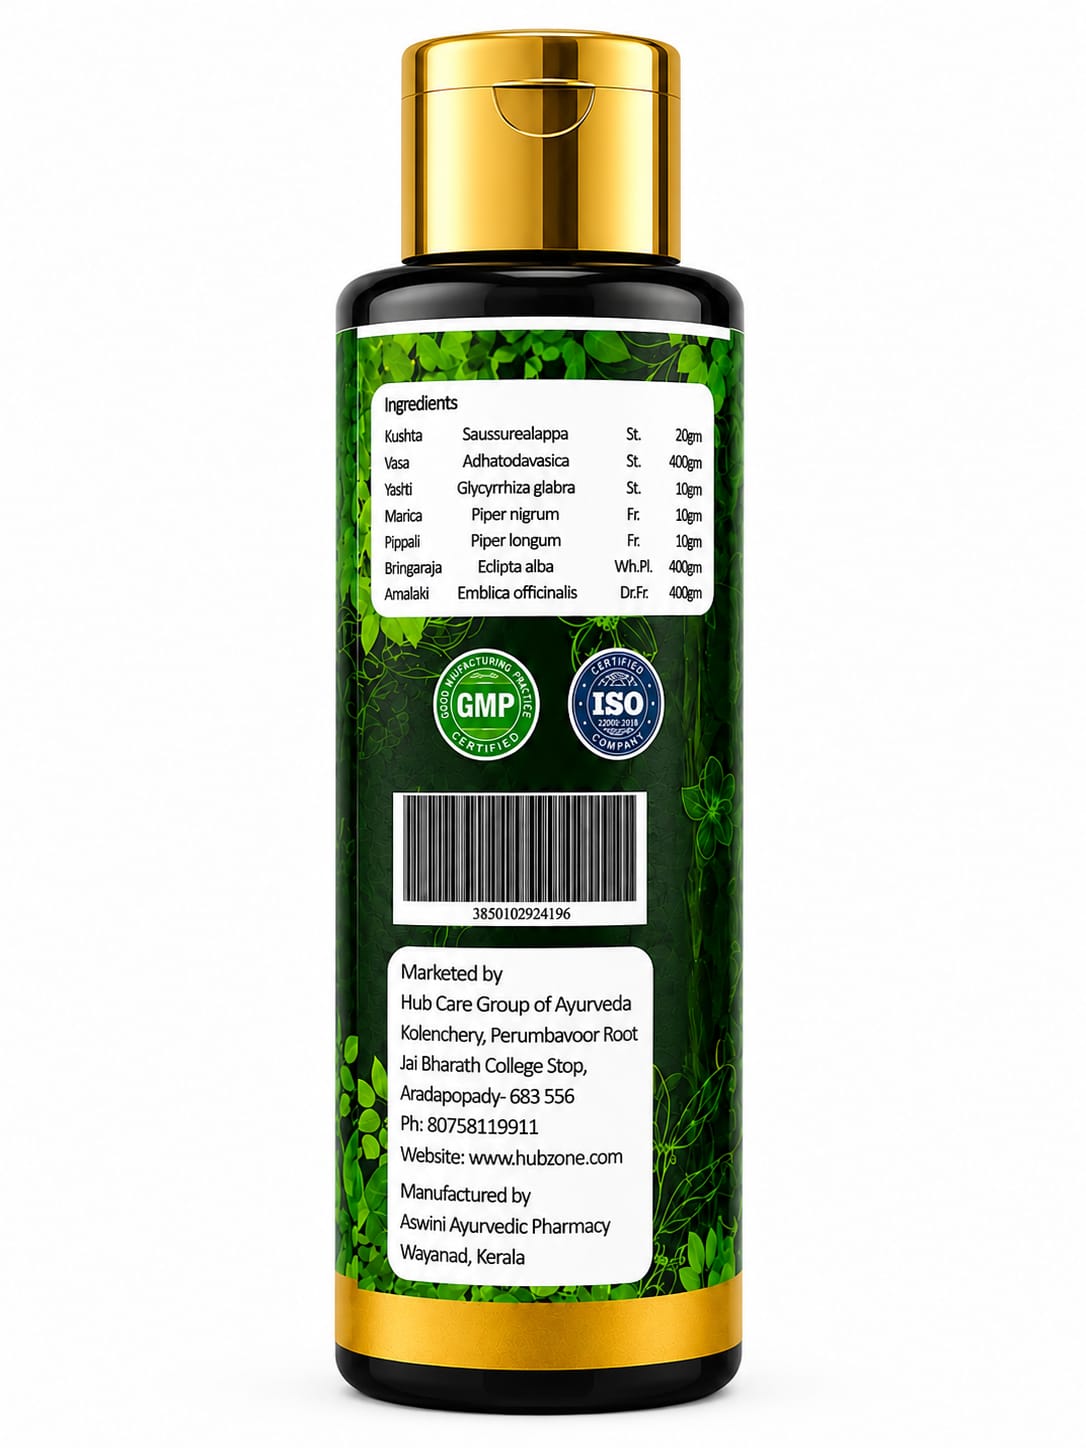 Ingredients
Kushta Saussurealappa St. 20gm
Vasa Adhatodavasica St. 400gm
Yashti Glycyrrhiza glabra St. 10gm
Marica Piper nigrum Fr. 10gm
Pippali Piper longum Fr. 10gm
Bringaraja Eclipta alba Wh.Pl. 400gm
Amalaki Emblica officinalis Dr.Fr. 400gm
GOOD PRACTICE
GMP
CERTIFIED
CERTIFIED
ISO
COMPANY
3850102924196
Marketed by
Hub Care Group of Ayurveda
Kolenchery, Perumbavoor Root
Jai Bharath College Stop,
Aradapopady- 683 556
Ph: 80758119911
Website: www.hubzone.com
Manufactured by
Aswini Ayurvedic Pharmacy
Wayanad, Kerala